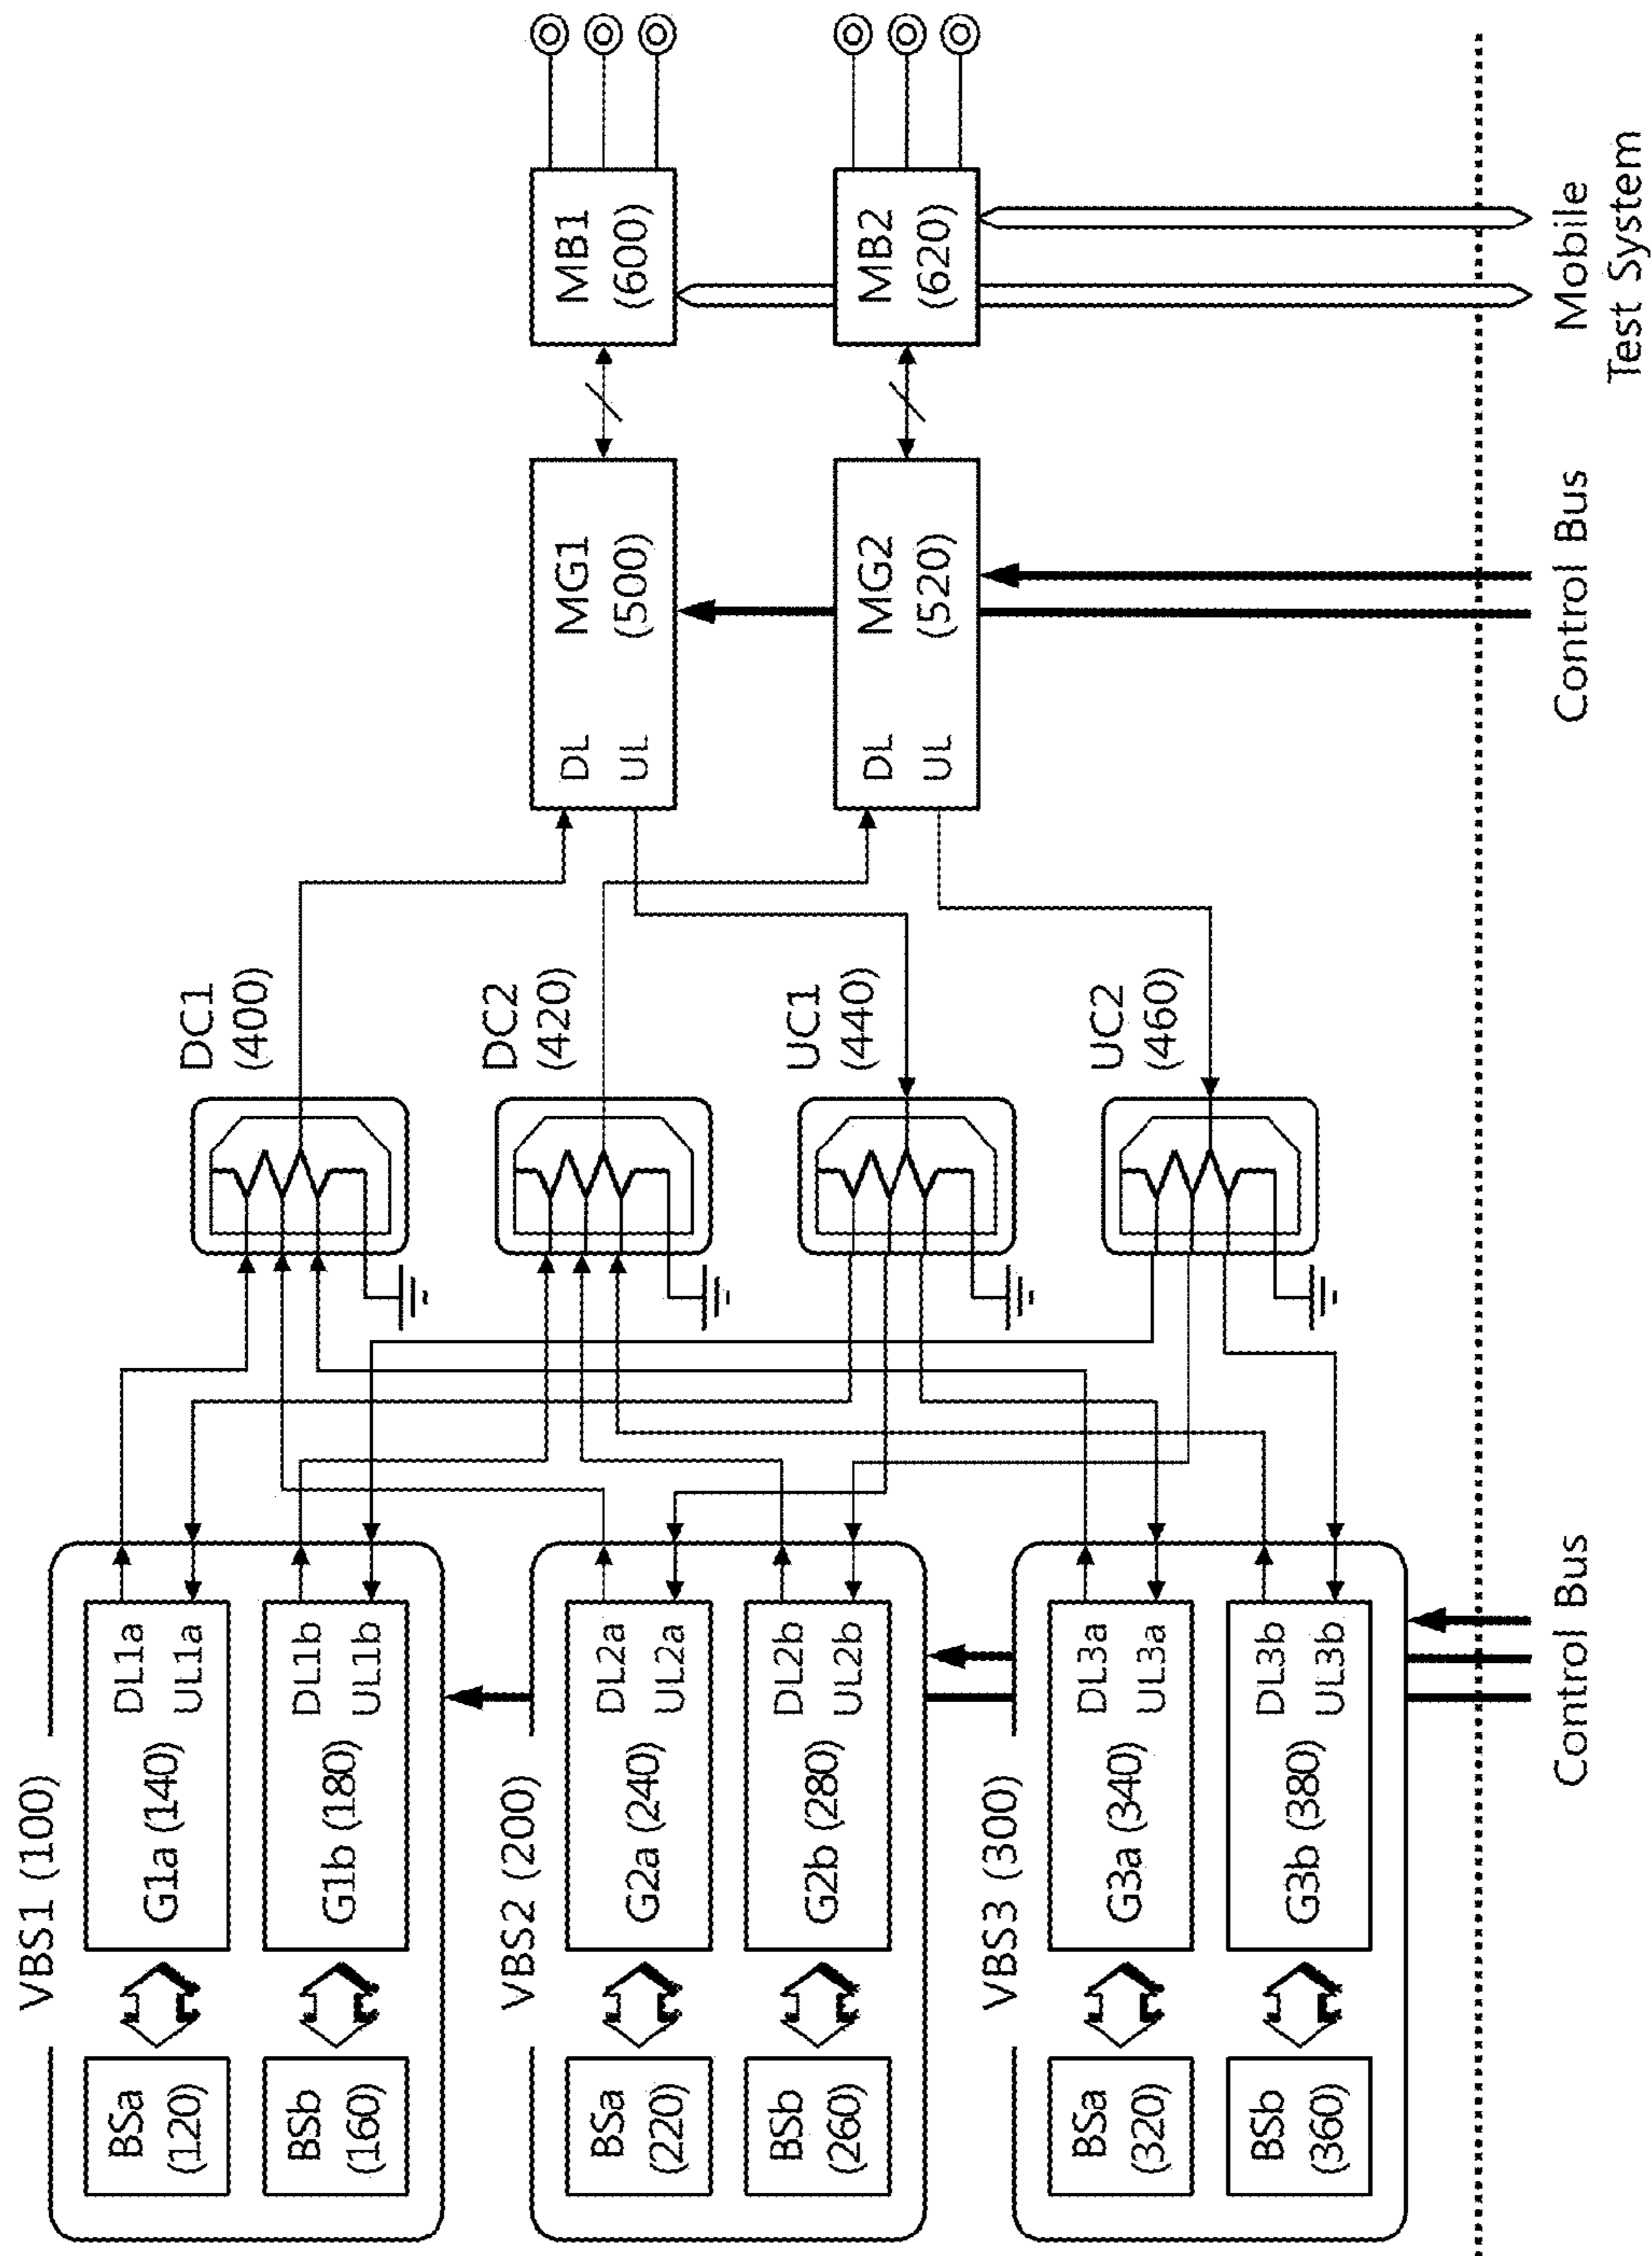 VBS1 (100)
BSa
(120)
G1a (140)
DL1a
UL1a
BSb
(160)
G1b (180)
DL1b
UL1b
VBS2 (200)
BSa
(220)
G2a (240)
DL2a
UL2a
BSb
(260)
G2b (280)
DL2b
UL2b
VBS3 (300)
BSa
(320)
G3a (340)
DL3a
UL3a
BSb
(360)
G3b (380)
DL3b
UL3b
Control Bus
DC1
(400)
DC2
(420)
UC1
(440)
UC2
(460)
DL
UL
MG1
(500)
DL
UL
MG2
(520)
Control Bus
MB1
(600)
MB2
(620)
Mobile
Test System